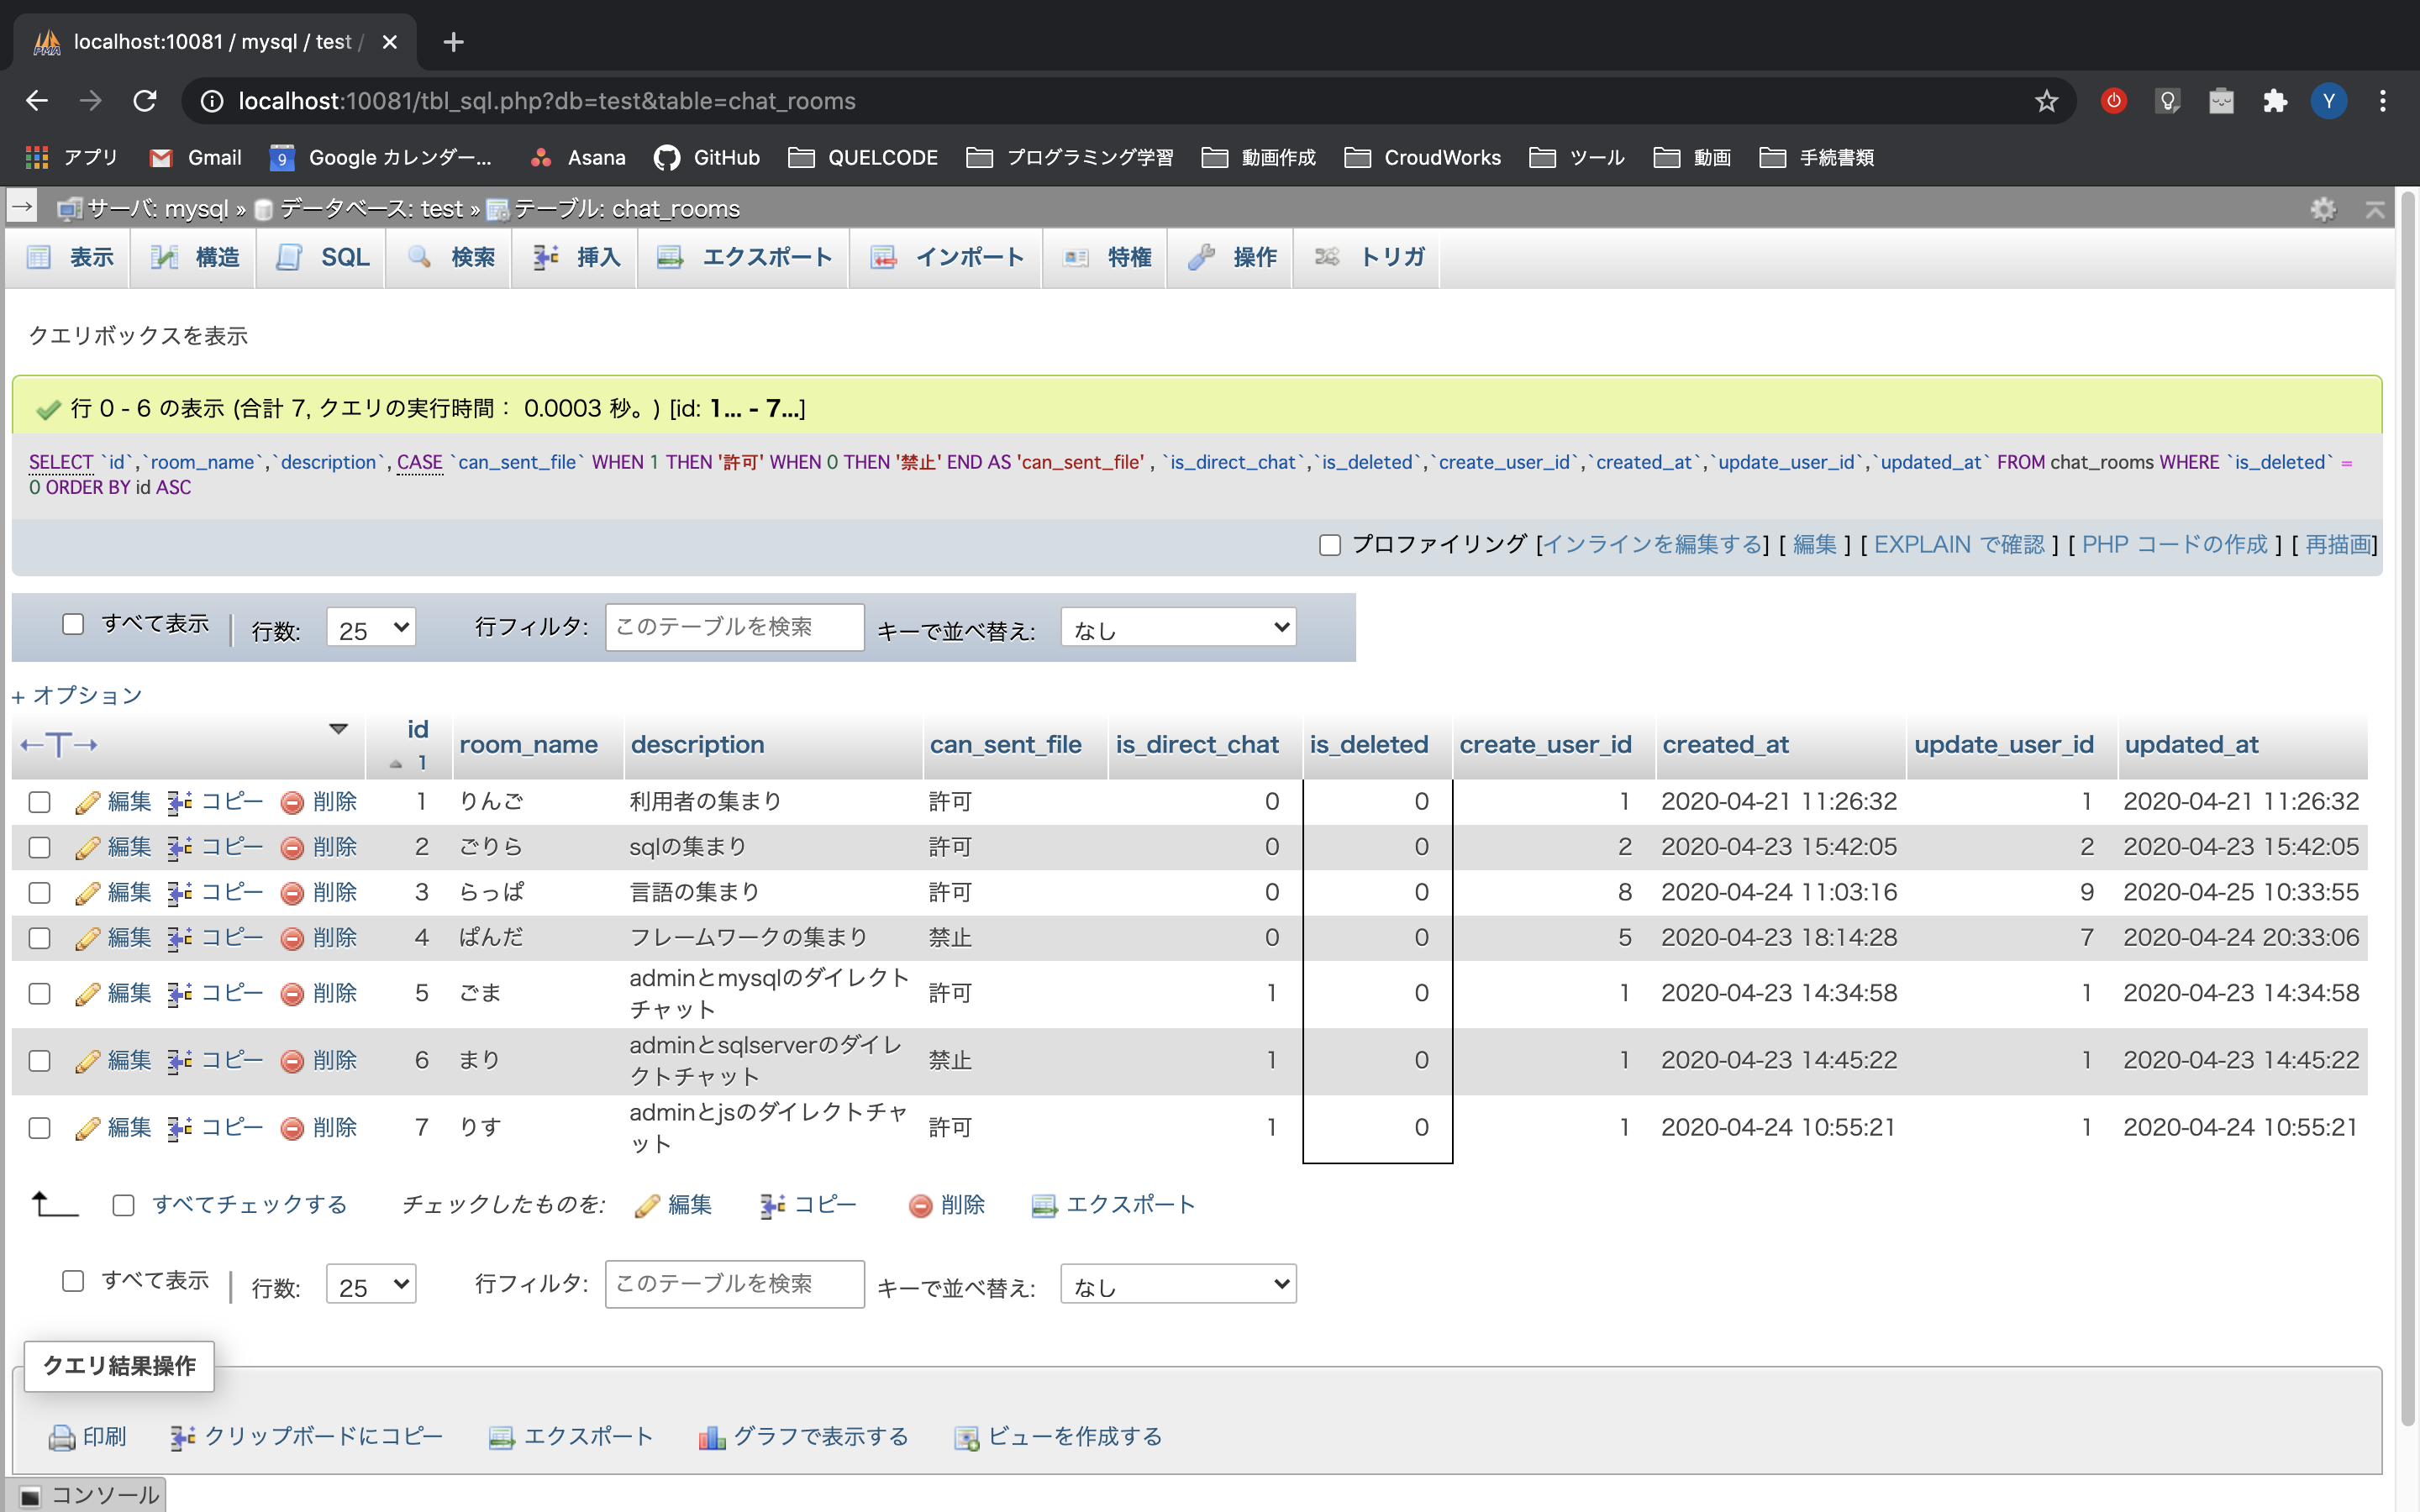 localhost:10081 / mysql / test /
localhost:10081/tbl_sql.php?db=test&table=chat_rooms
Y
アプリ Gmail 9 Google カレンダー... Asana GitHub QUELCODE プログラミング学習 動画作成 CroudWorks ツール 動画 手続書類
サーバ: mysql » データベース: test » テーブル: chat_rooms
表示 構造 SQL 検索 挿入 エクスポート インポート 特権 操作 トリガ
クエリボックスを表示
行 0 - 6 の表示 (合計 7, クエリの実行時間： 0.0003 秒。) [id: 1... - 7...]
SELECT `id`,`room_name`,`description`, CASE `can_sent_file` WHEN 1 THEN '許可' WHEN 0 THEN '禁止' END AS 'can_sent_file' , `is_direct_chat`,`is_deleted`,`create_user_id`,`created_at`,`update_user_id`,`updated_at` FROM chat_rooms WHERE `is_deleted` =
0 ORDER BY id ASC
プロファイリング [インラインを編集する] [ 編集 ] [ EXPLAIN で確認 ] [ PHP コードの作成 ] [ 再描画]
すべて表示 行数: 25 行フィルタ: このテーブルを検索 キーで並べ替え: なし
+ オプション
←T→ id 1 room_name description can_sent_file is_direct_chat is_deleted create_user_id created_at update_user_id updated_at
編集 コピー 削除 1 りんご 利用者の集まり 許可 0 0 1 2020-04-21 11:26:32 1 2020-04-21 11:26:32
編集 コピー 削除 2 ごりら sqlの集まり 許可 0 0 2 2020-04-23 15:42:05 2 2020-04-23 15:42:05
編集 コピー 削除 3 らっぱ 言語の集まり 許可 0 0 8 2020-04-24 11:03:16 9 2020-04-25 10:33:55
編集 コピー 削除 4 ぱんだ フレームワークの集まり 禁止 0 0 5 2020-04-23 18:14:28 7 2020-04-24 20:33:06
編集 コピー 削除 5 ごま adminとmysqlのダイレクト
チャット 許可 1 0 1 2020-04-23 14:34:58 1 2020-04-23 14:34:58
編集 コピー 削除 6 まり adminとsqlserverのダイレ
クトチャット 禁止 1 0 1 2020-04-23 14:45:22 1 2020-04-23 14:45:22
編集 コピー 削除 7 りす adminとjsのダイレクトチャ
ット 許可 1 0 1 2020-04-24 10:55:21 1 2020-04-24 10:55:21
すべてチェックする チェックしたものを: 編集 コピー 削除 エクスポート
すべて表示 行数: 25 行フィルタ: このテーブルを検索 キーで並べ替え: なし
クエリ結果操作
印刷 クリップボードにコピー エクスポート グラフで表示する ビューを作成する
コンソール